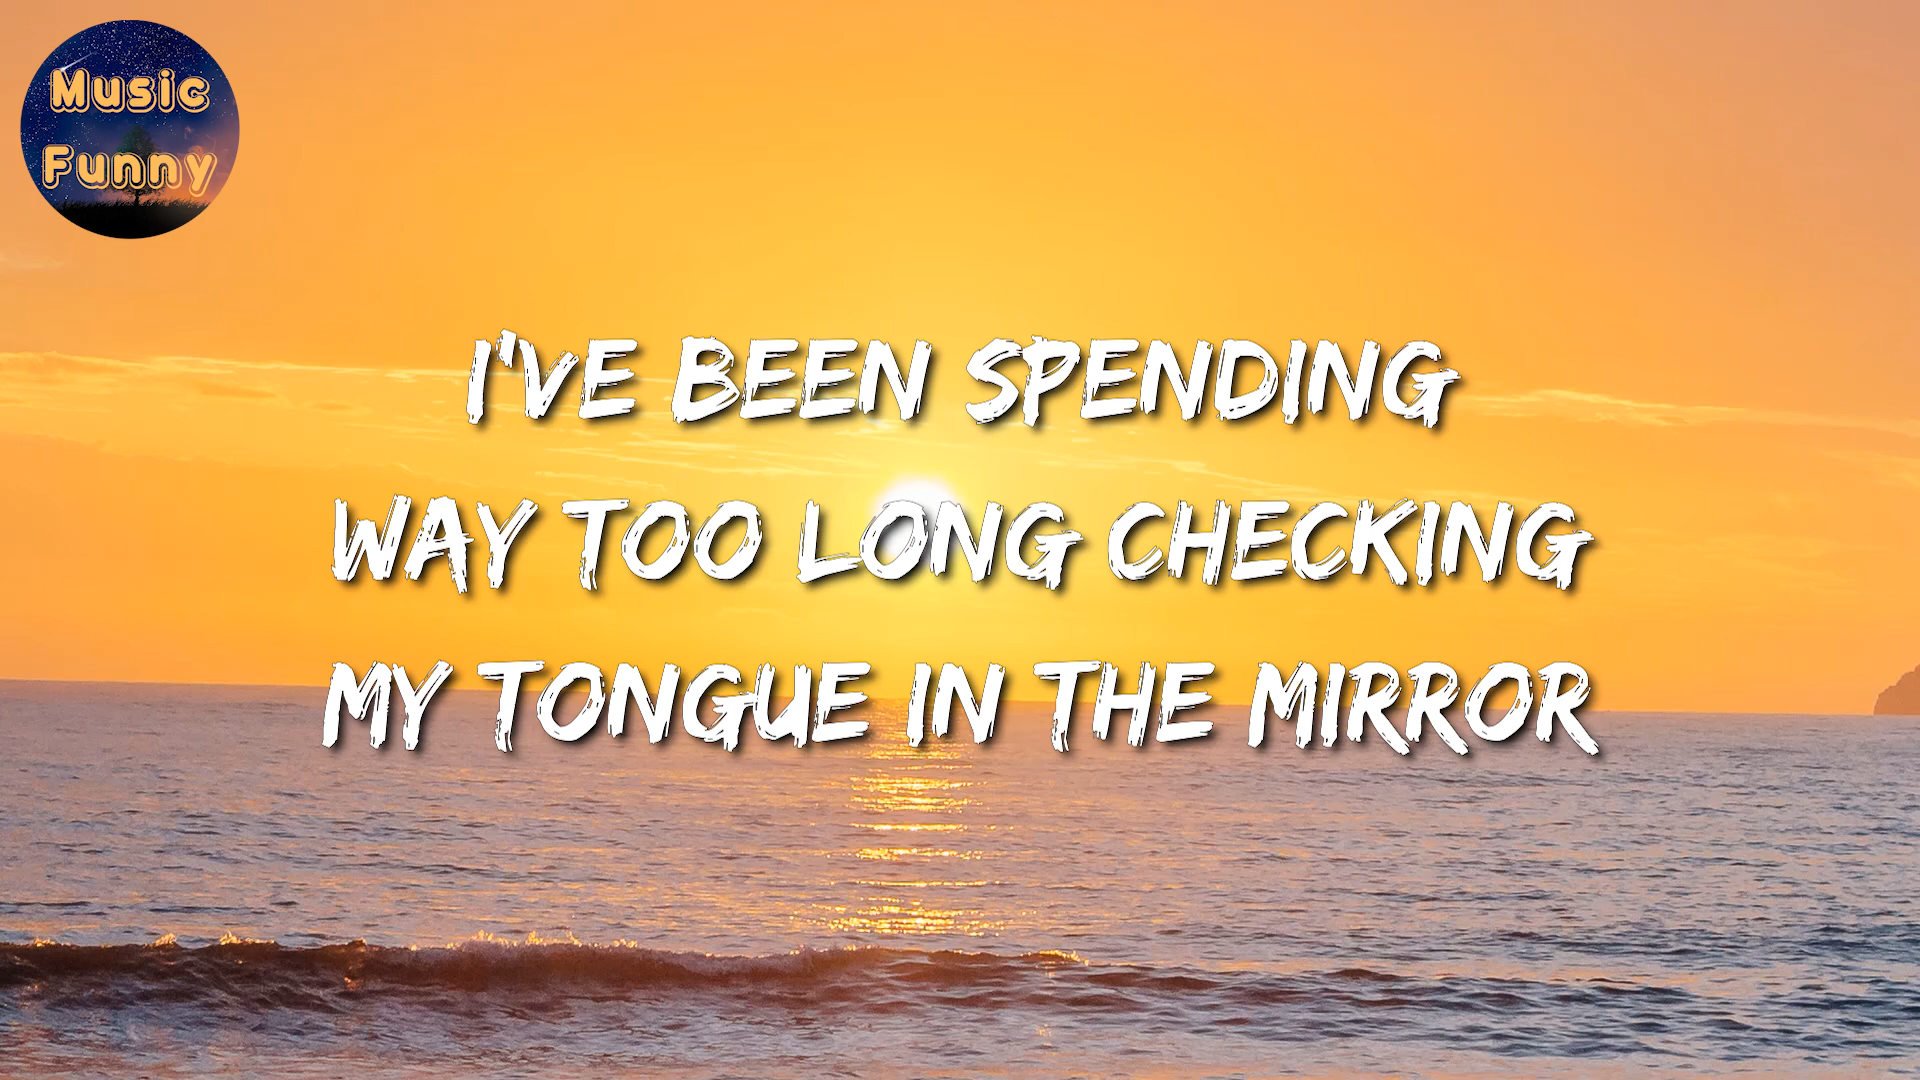 Music
Funny
I'VE BEEN SPENDING
WAY TOO LONG CHECKING
MY TONGUE IN THE MIRROR